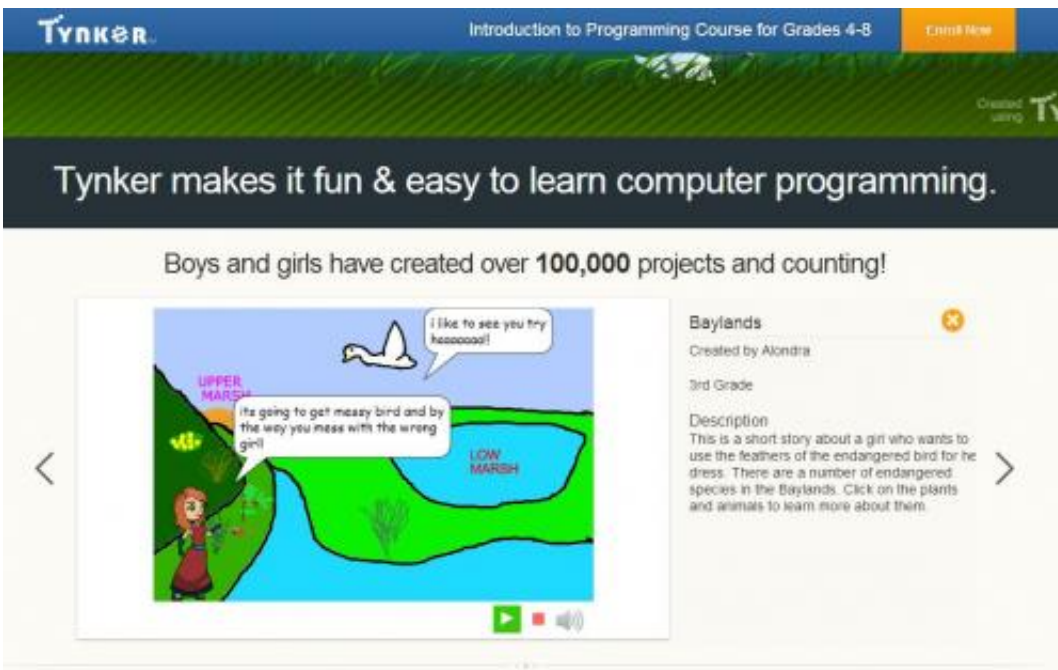 Tynker
Introduction to Programming Course for Grades 4-8
Enroll Now
Created
using Ty
Tynker makes it fun & easy to learn computer programming.
Boys and girls have created over 100,000 projects and counting!
i like to see you try
UPPER
MARSH
its going to get messy bird and by
the way you mess with the wrong
girl!
LOW
MARSH
Baylands
Created by Alondra
3rd Grade
Description
This is a short story about a girl who wants to
use the feathers of the endangered bird for he
dress. There are a number of endangered
species in the Baylands. Click on the plants
and animals to learn more about them.